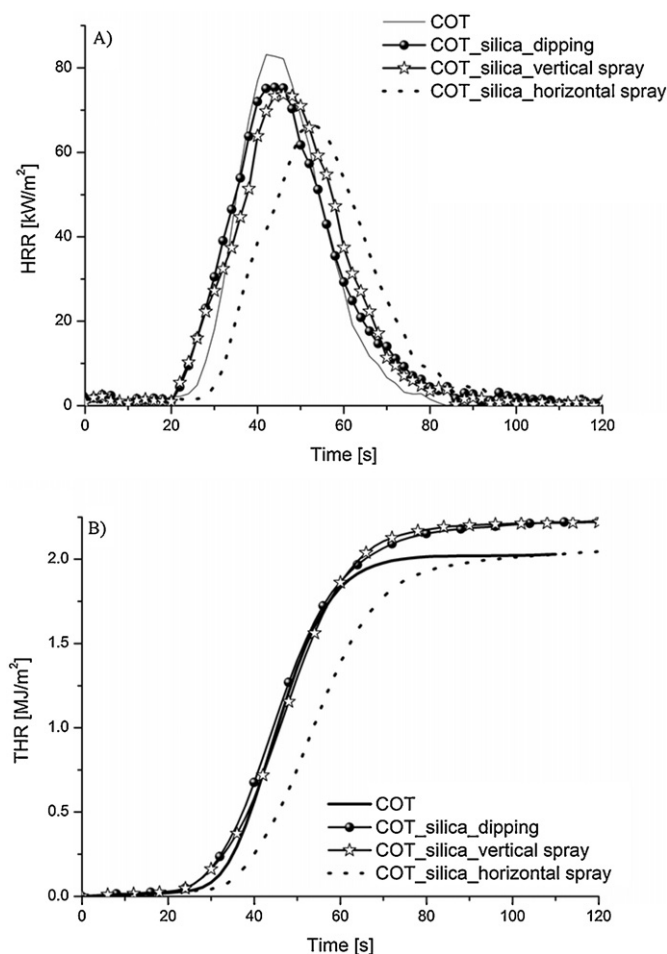 A)
COT
COT_silica_dipping
COT_silica_vertical spray
COT_silica_horizontal spray
80
60
40
20
0
HRR [kW/m²]
0 20 40 60 80 100 120
Time [s]
B)
2.0
1.5
1.0
0.5
0.0
THR [MJ/m²]
COT
COT_silica_dipping
COT_silica_vertical spray
COT_silica_horizontal spray
0 20 40 60 80 100 120
Time [s]